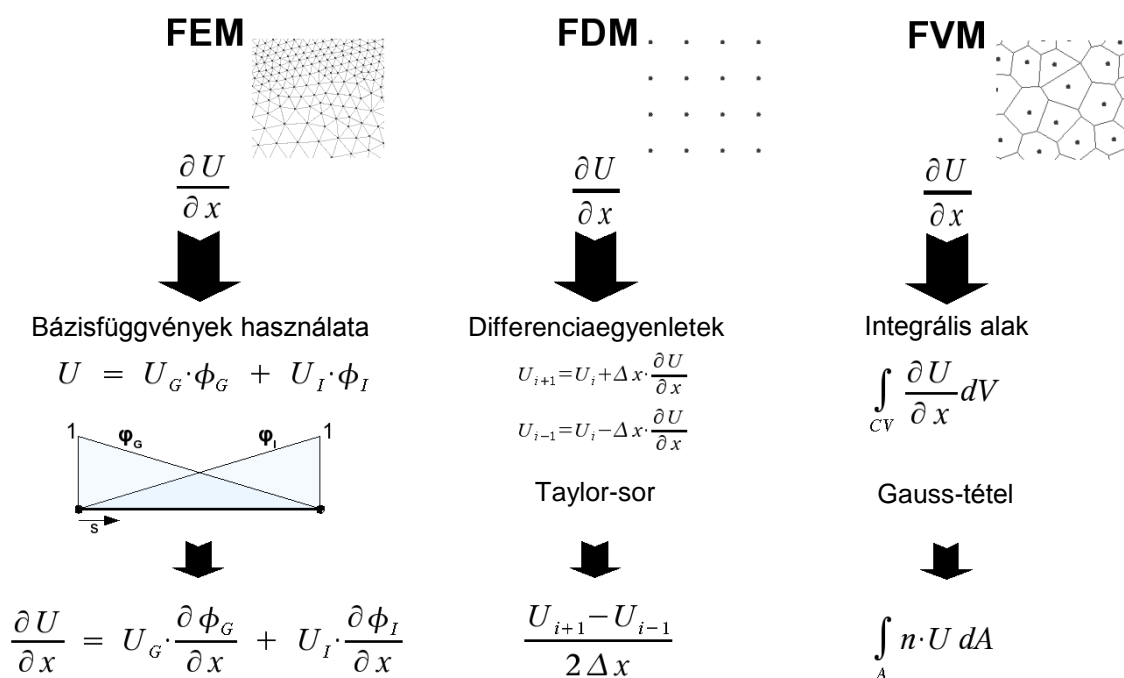 FEM
∂U/∂x
Bázisfüggvények használata
U = U_G·ϕ_G + U_I·ϕ_I
1 φ_G φ_I 1
s
∂U/∂x = U_G·∂ϕ_G/∂x + U_I·∂ϕ_I/∂x
FDM
∂U/∂x
Differenciaegyenletek
U_{i+1}=U_i+Δx·∂U/∂x
U_{i−1}=U_i−Δx·∂U/∂x
Taylor-sor
U_{i+1}−U_{i−1}/2Δx
FVM
∂U/∂x
Integrális alak
∫_{CV} ∂U/∂x dV
Gauss-tétel
∫_A n·U dA